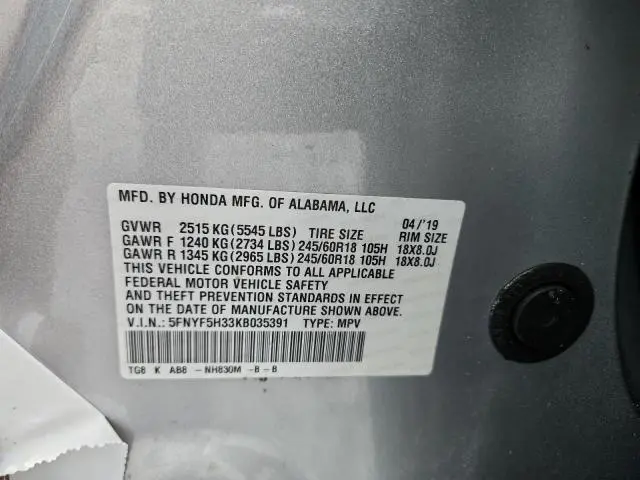 MFD. BY HONDA MFG. OF ALABAMA, LLC 04/'19
GVWR 2515 KG(5545 LBS) TIRE SIZE RIM SIZE
GAWR F 1240 KG(2734 LBS)245/60R18 105H 18X8.0J
GAWR R 1345 KG(2965 LBS)245/60R18 105H 18X8.0J
THIS VEHICLE CONFORMS TO ALL APPLICABLE
FEDERAL MOTOR VEHICLE SAFETY
AND THEFT PREVENTION STANDARDS IN EFFECT
ON THE DATE OF MANUFACTURE SHOWN ABOVE.
V.I.N.: 5FNYF5H33KB035391 TYPE: MPV
TG8 K AB8 - NH830M -B-B